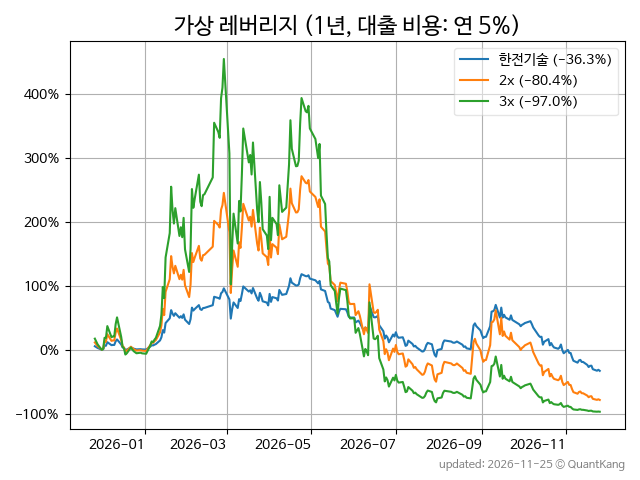 가상 레버리지 (1년, 대출 비용: 연 5%)
한전기술 (-36.3%)
2x (-80.4%)
3x (-97.0%)
400%
300%
200%
100%
0%
-100%
2026-01 2026-03 2026-05 2026-07 2026-09 2026-11
updated: 2026-11-25 © QuantKang